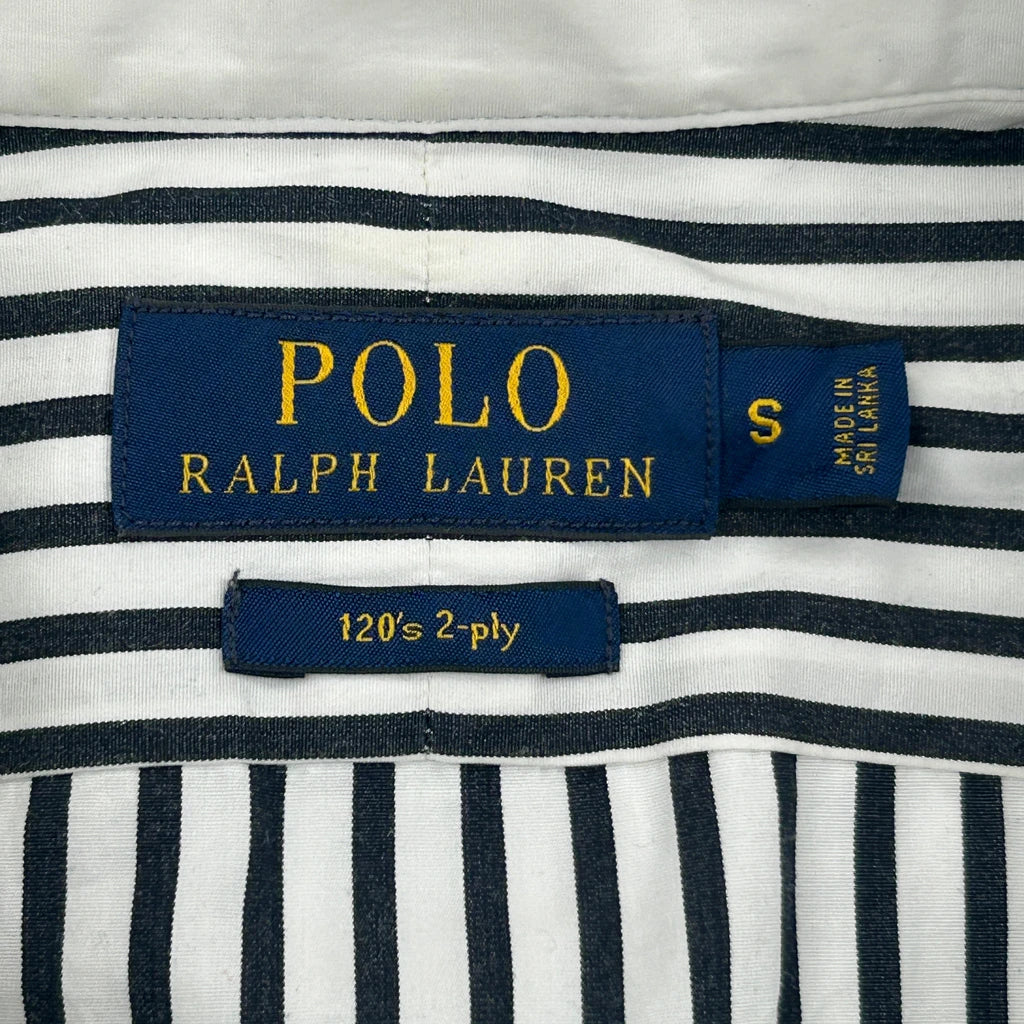 POLO
RALPH LAUREN
S
MADE IN
SRI LANKA
120's 2-ply